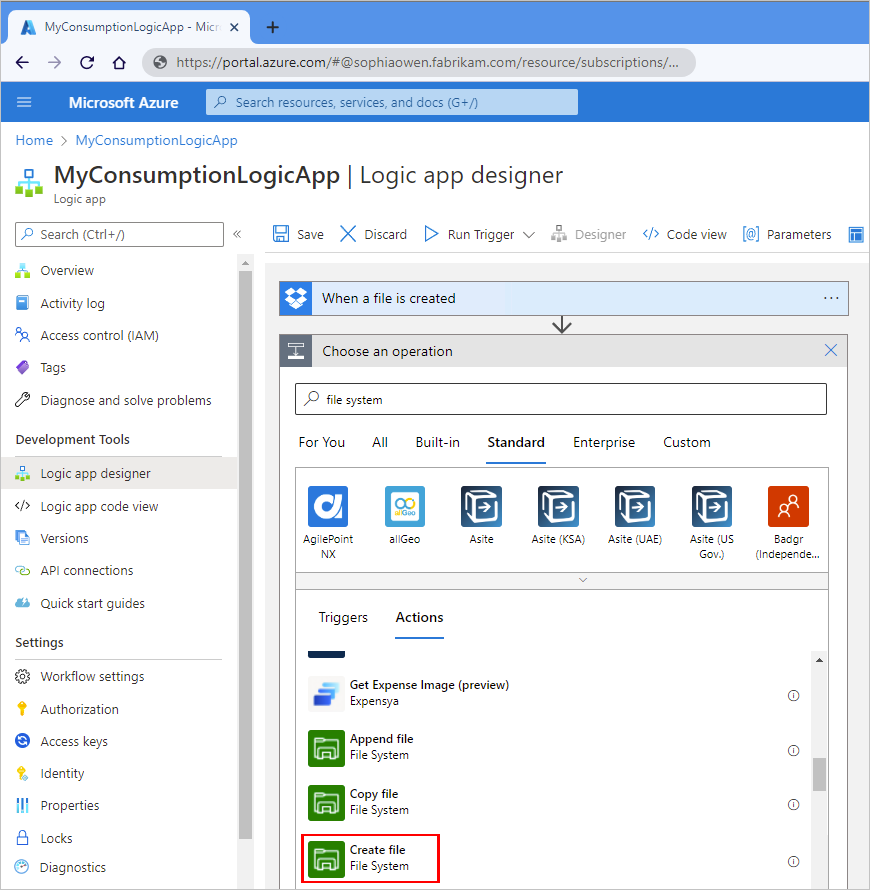 MyConsumptionLogicApp - Micr
https://portal.azure.com/#@sophiaowen.fabrikam.com/resource/subscriptions/...
Microsoft Azure
Search resources, services, and docs (G+/)
Home > MyConsumptionLogicApp
MyConsumptionLogicApp | Logic app designer
Logic app
Search (Ctrl+/)
«
Save
Discard
Run Trigger
Designer
Code view
Parameters
Overview
Activity log
Access control (IAM)
Tags
Diagnose and solve problems
Development Tools
Logic app designer
Logic app code view
Versions
API connections
Quick start guides
Settings
Workflow settings
Authorization
Access keys
Identity
Properties
Locks
Diagnostics
When a file is created
...
Choose an operation
file system
For You
All
Built-in
Standard
Enterprise
Custom
AgilePoint
NX
allGeo
allGeo
Asite
Asite (KSA)
Asite (UAE)
Asite (US
Gov.)
Badgr
(Independe...
Triggers
Actions
Get Expense Image (preview)
Expensya
Append file
File System
Copy file
File System
Create file
File System